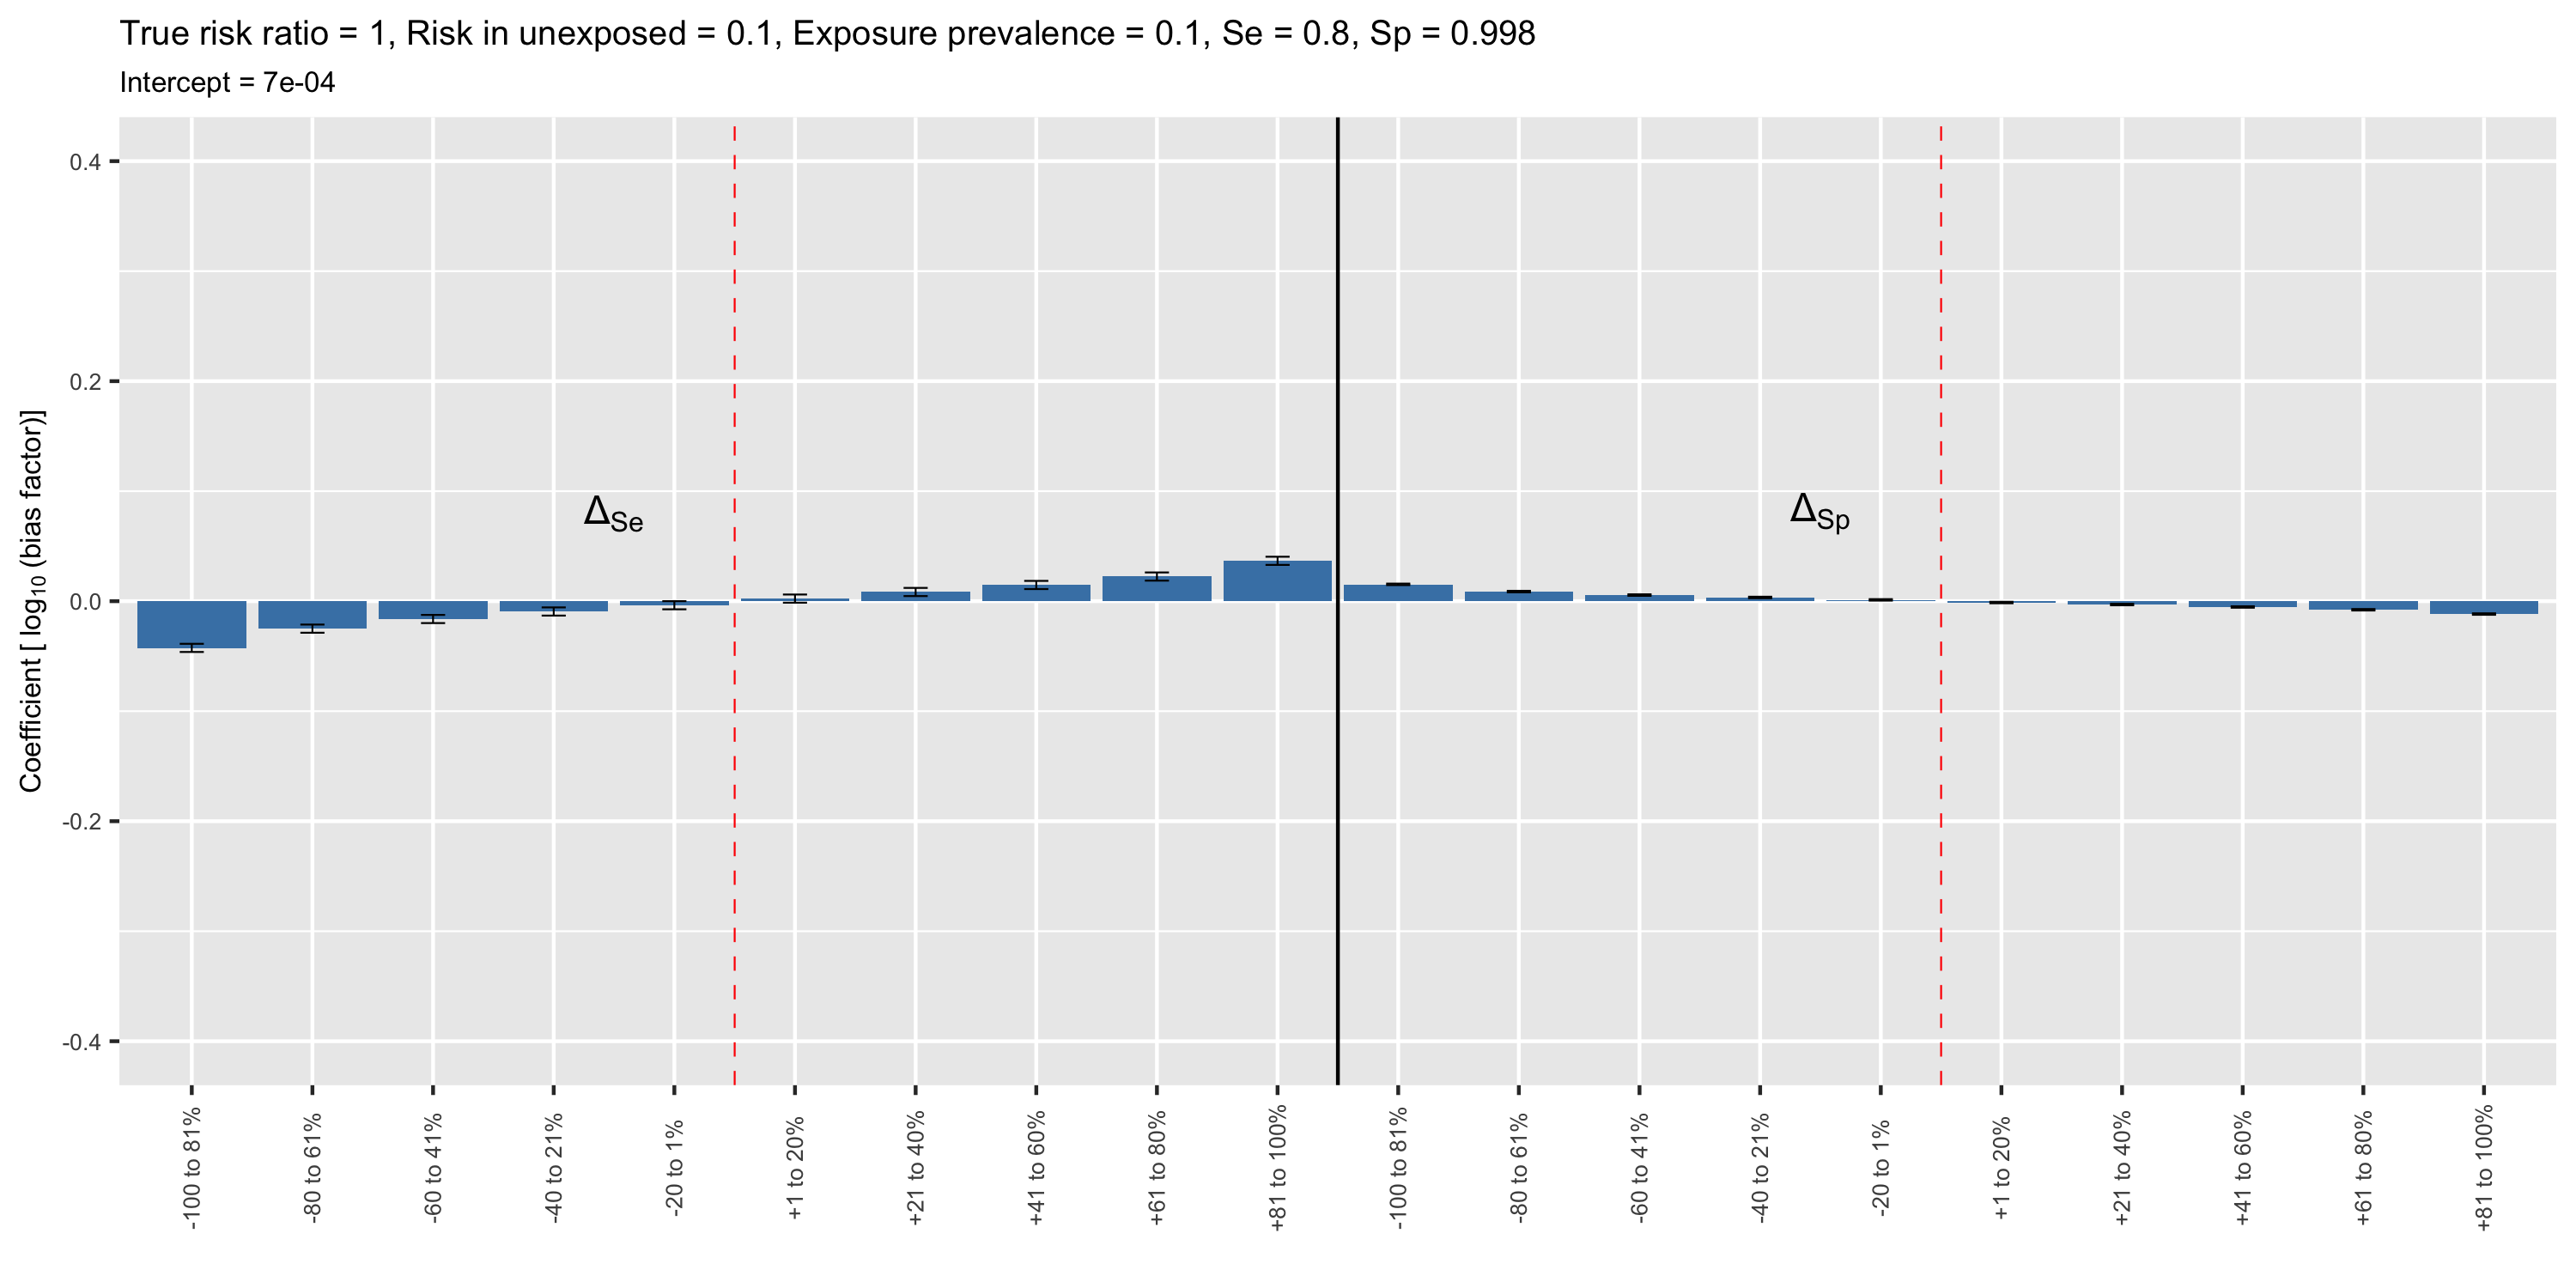 True risk ratio = 1, Risk in unexposed = 0.1, Exposure prevalence = 0.1, Se = 0.8, Sp = 0.998
Intercept = 7e-04
Coefficient [ log10 (bias factor)]
0.4
0.2
0.0
-0.2
-0.4
ΔSe
ΔSp
-100 to 81%
-80 to 61%
-60 to 41%
-40 to 21%
-20 to 1%
+1 to 20%
+21 to 40%
+41 to 60%
+61 to 80%
+81 to 100%
-100 to 81%
-80 to 61%
-60 to 41%
-40 to 21%
-20 to 1%
+1 to 20%
+21 to 40%
+41 to 60%
+61 to 80%
+81 to 100%